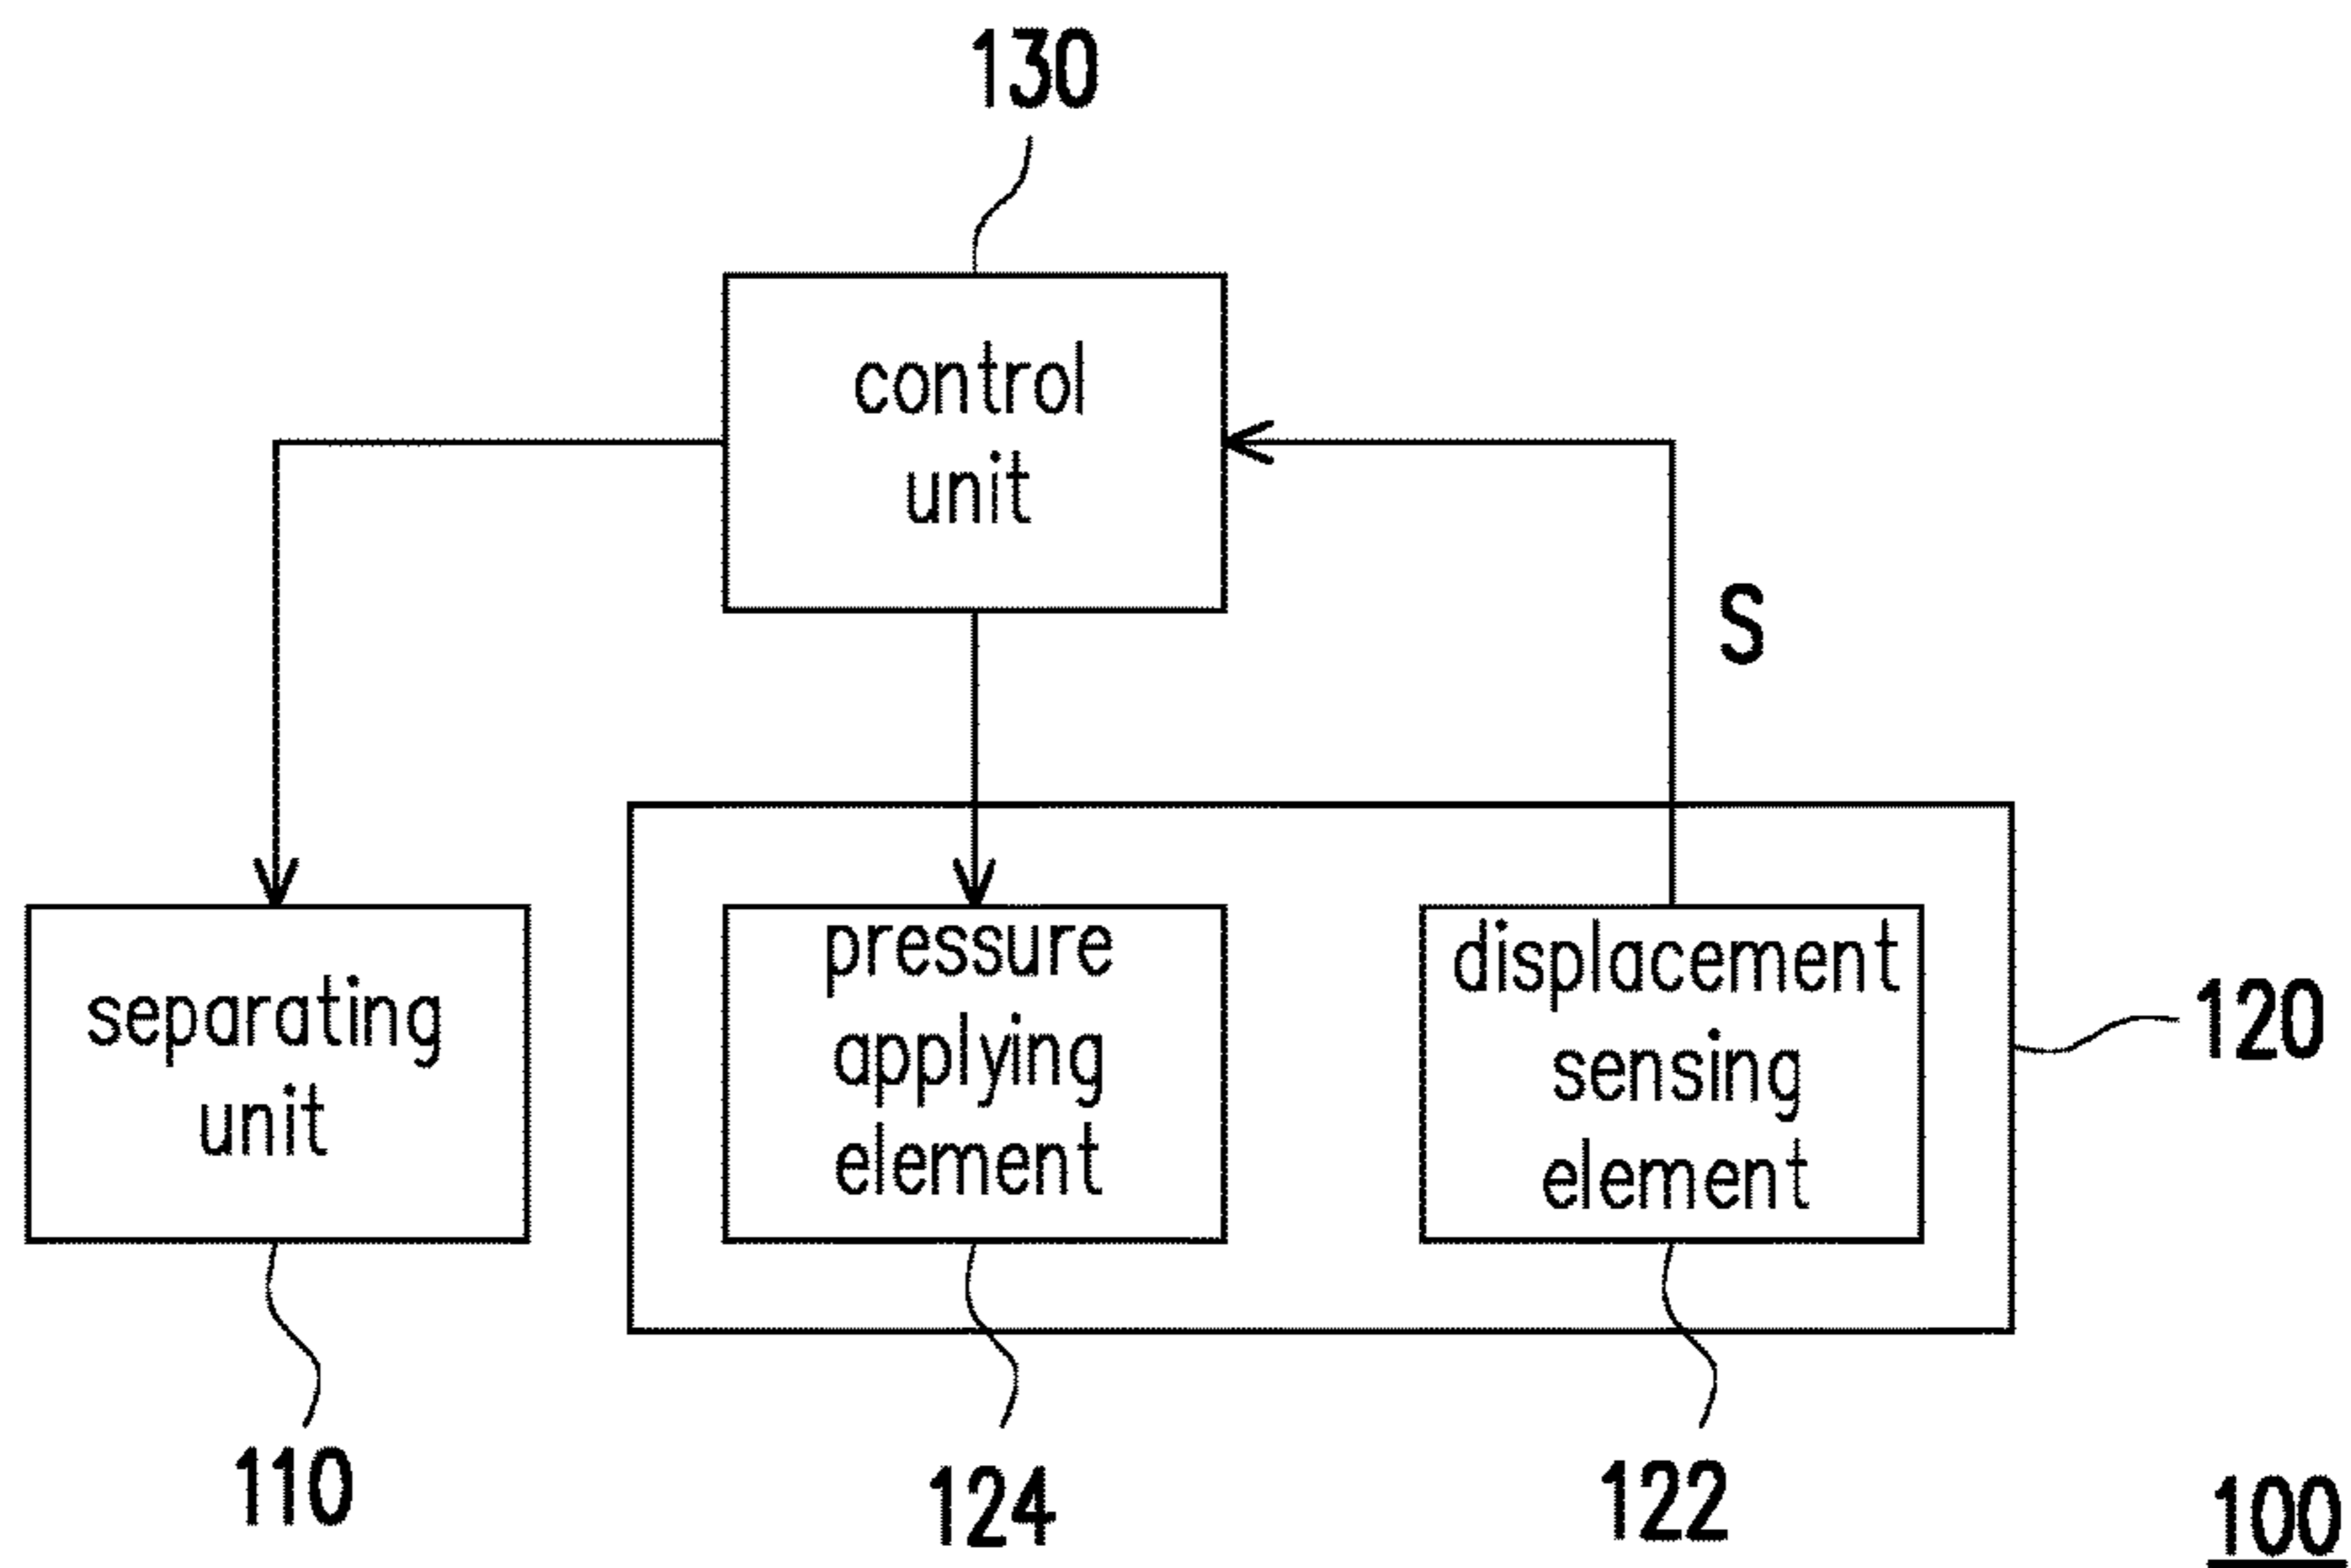 130
control
unit
S
separating
unit
pressure
applying
element
displacement
sensing
element
120
110
124
122
100